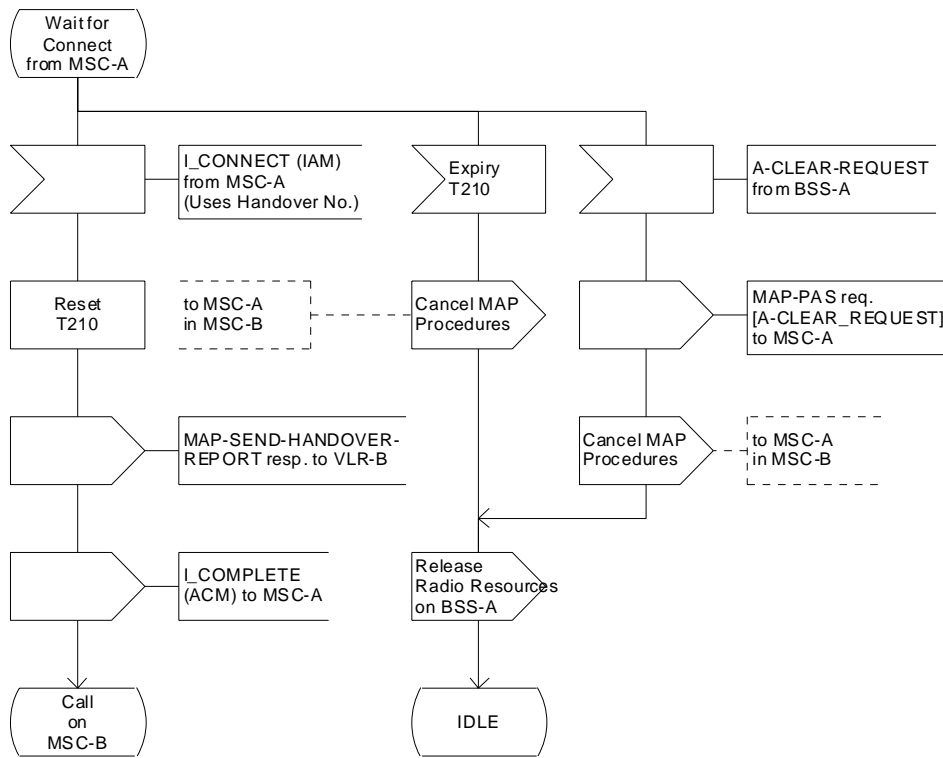 Wait for
Connect
from MSC-A
I_CONNECT (IAM)
from MSC-A
(Uses Handover No.)
Expiry
T210
A-CLEAR-REQUEST
from BSS-A
Reset
T210
to MSC-A
in MSC-B
Cancel MAP
Procedures
MAP-PAS req.
[A-CLEAR_REQUEST]
to MSC-A
MAP-SEND-HANDOVER-
REPORT resp. to VLR-B
Cancel MAP
Procedures
to MSC-A
in MSC-B
I_COMPLETE
(ACM) to MSC-A
Release
Radio Resources
on BSS-A
Call
on
MSC-B
IDLE